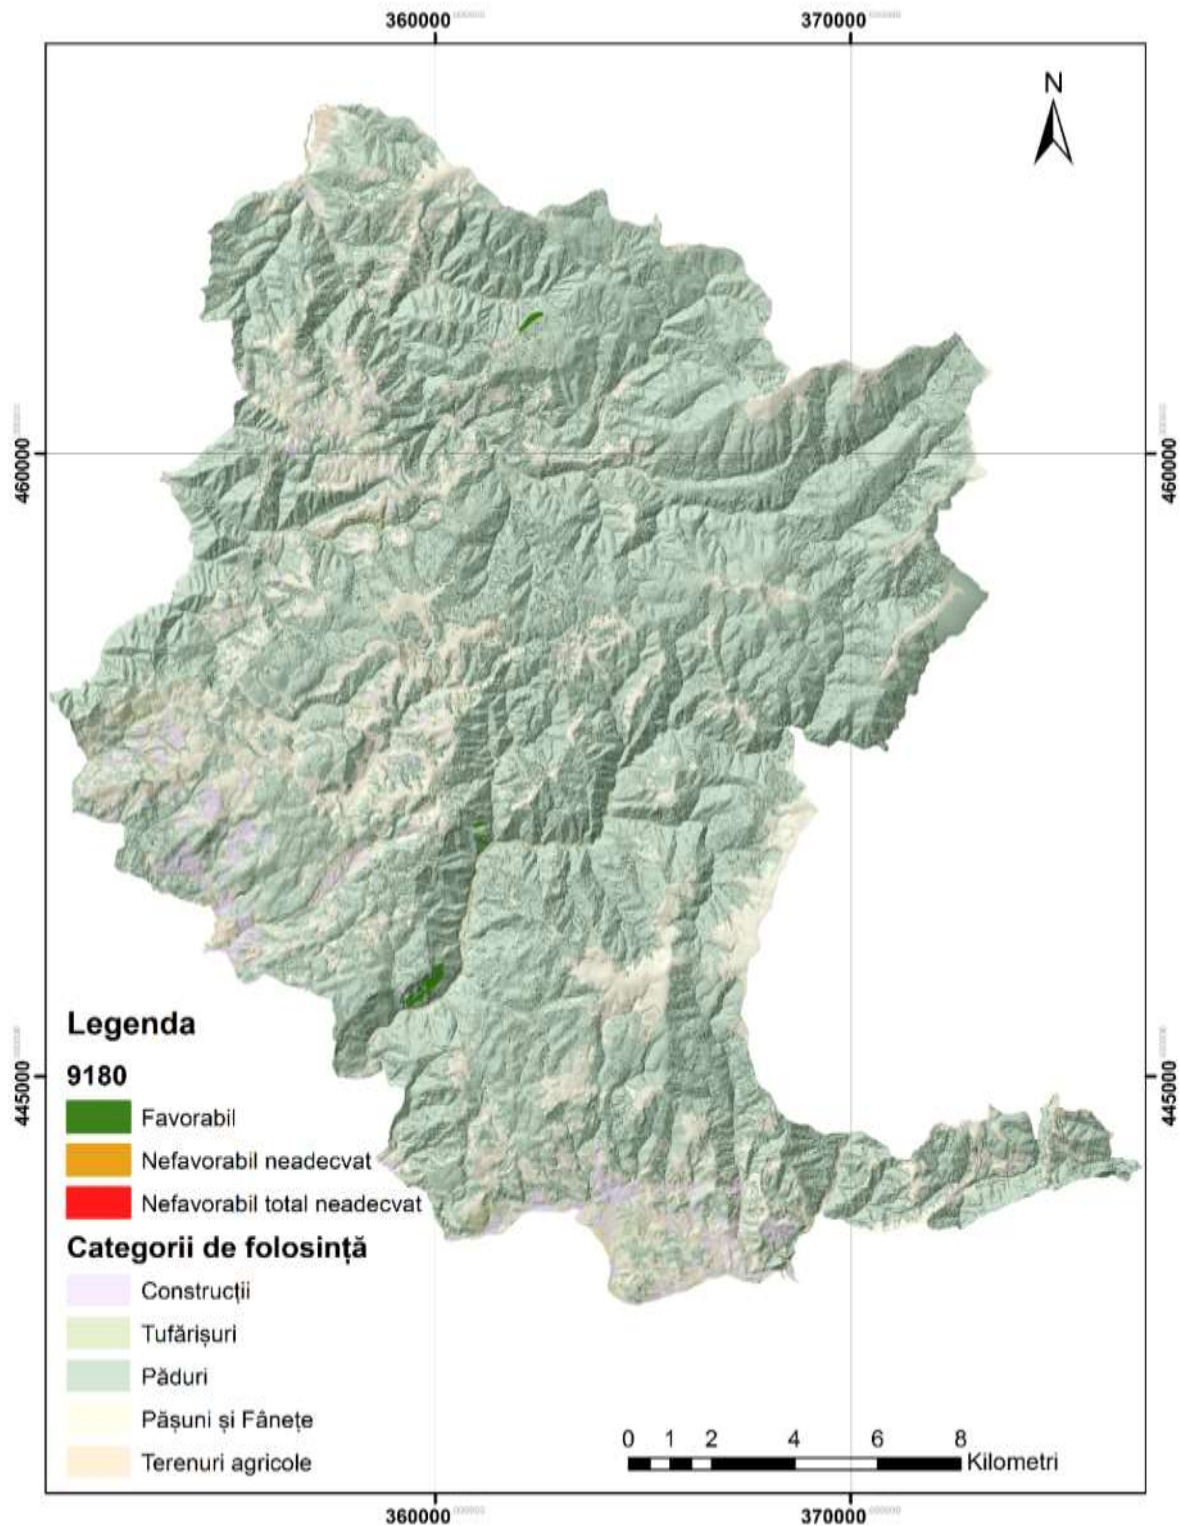 360000 370000
N
460000 460000
445000 445000
Legenda
9180
Favorabil
Nefavorabil neadecvat
Nefavorabil total neadecvat
Categorii de folosință
Construcții
Tufărișuri
Păduri
Pășuni și Fânețe
Terenuri agricole
0 1 2 4 6 8
Kilometri
360000 370000